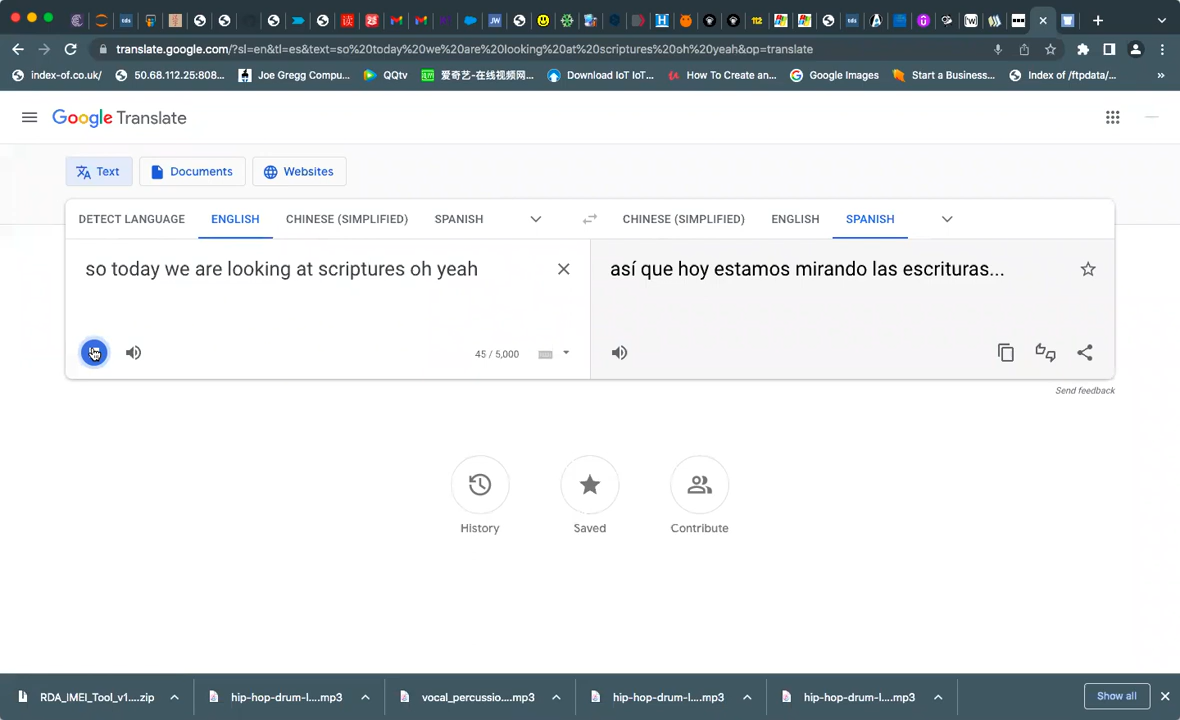 translate.google.com/?sl=en&tl=es&text=so%20today%20we%20are%20looking%20at%20scriptures%20oh%20yeah&op=translate
index-of.co.uk/
50.68.112.25:808...
Joe Gregg Compu...
QQtv
爱奇艺-在线视频网...
Download IoT IoT...
How To Create an...
Google Images
Start a Business...
Index of /ftpdata/...
»
Google Translate
Text
Documents
Websites
DETECT LANGUAGE
ENGLISH
CHINESE (SIMPLIFIED)
SPANISH
CHINESE (SIMPLIFIED)
ENGLISH
SPANISH
so today we are looking at scriptures oh yeah
así que hoy estamos mirando las escrituras...
45 / 5,000
Send feedback
History
Saved
Contribute
RDA_IMEI_Tool_v1....zip
hip-hop-drum-l....mp3
vocal_percussio....mp3
hip-hop-drum-l....mp3
hip-hop-drum-l....mp3
Show all